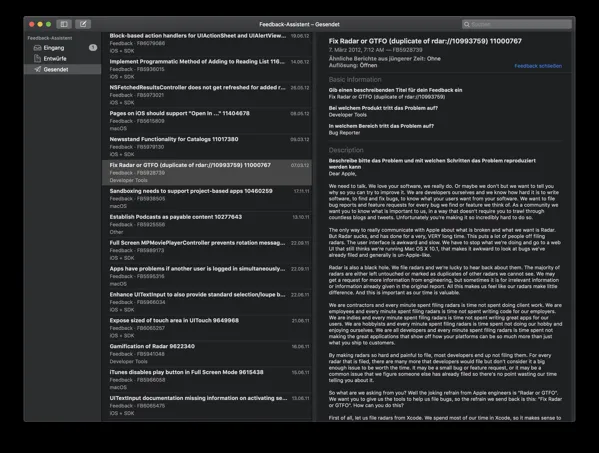 Feedback-Assistent – Gesendet
Suchen
Feedback-Assistent
Eingang
Entwürfe
Gesendet
Block-based action handlers for UIActionSheet and UIAlertView...
19.06.12
Feedback · FB6079086
iOS + SDK
Implement Programmatic Method of Adding to Reading List 116...
14.06.12
Feedback · FB5936015
iOS + SDK
NSFetchedResultsController does not get refreshed for added r...
26.05.12
Feedback · FB5973021
iOS + SDK
Pages on iOS should support "Open in ..." 11404678
08.05.12
Feedback · FB5615809
macOS
Newsstand Functionality for Catalogs 11017380
09.03.12
Feedback · FB5978130
iOS + SDK
Fix Radar or GTFO (duplicate of rdar://10993759) 11000767
07.03.12
Feedback · FB5928739
Developer Tools
Sandboxing needs to support project-based apps 10460259
17.11.11
Feedback · FB5935058
macOS
Establish Podcasts as payable content 10277643
13.10.11
Feedback · FB5925556
Other
Full Screen MPMoviePlayerController prevents rotation messag...
22.09.11
Feedback · FB5989173
iOS + SDK
Apps have problems if another user is logged in simultaneously...
22.09.11
Feedback · FB5595316
macOS
Enhance UITextInput to also provide standard selection/loupe b...
22.06.11
Feedback · FB5966034
iOS + SDK
Expose sized of touch area in UITouch 9649968
21.06.11
Feedback · FB6065257
iOS + SDK
Gamification of Radar 9622340
16.06.11
Feedback · FB5941048
Developer Tools
iTunes disables play button in Full Screen Mode 9615438
15.06.11
Feedback · FB5966068
macOS
UITextInput documentation missing information on activating se...
15.06.11
Feedback · FB6065475
iOS + SDK
Fix Radar or GTFO (duplicate of rdar://10993759) 11000767
7. März 2012, 7:12 AM — FB5928739
Ähnliche Berichte aus jüngerer Zeit: Ohne
Auflösung: Öffnen
Feedback schließen
Basic Information
Gib einen beschreibenden Titel für dein Feedback ein
Fix Radar or GTFO (duplicate of rdar://10993759)
Bei welchem Produkt tritt das Problem auf?
Developer Tools
In welchem Bereich tritt das Problem auf?
Bug Reporter
Description
Beschreibe bitte das Problem und mit welchen Schritten das Problem reproduziert
werden kann
Dear Apple,
We need to talk. We love your software, we really do. Or maybe we don't but we want to tell you
why so you can try to improve it. We are developers ourselves and we know how hard it is to write
software, to find and fix bugs, to know what your users want from your software. We want to file
bug reports and feature requests for every bug we find or feature we think of. As a community we
want you to know what is important to us, in a way that doesn't require you to trawl through
countless blogs and tweets. Unfortunately you're making it so incredibly hard to do so.
The only way to really communicate with Apple about what is broken or what we want is Radar.
But Radar sucks, and has done for a very, VERY long time. This puts a lot of people off filing
radars. The user interface is awkward and slow. We have to stop what we're doing and go to a web
UI that still thinks we're running Mac OS X 10.1, that makes it awkward to look at bugs we've
already filed and generally is un-Apple-like.
Radar is also a black hole. We file radars and we're lucky to hear back about them. The majority of
radars are either left untouched or marked as duplicates of other radars we cannot see. We may
get a request for more information from engineering, but sometimes it is for irrelevant information
or information already given in the original report. All this makes us feel like our radars make little
difference. And this is important as our time is valuable.
We are contractors and every minute spent filing radars is time not spent doing client work. We are
employees and every minute spent filing radars is time not spent writing code for our employers.
We are indies and every minute spent filing radars is time not spent writing great apps for our
users. We are hobbyists and every minute spent filing radars is time not spent doing our hobby and
enjoying ourselves. We are all developers and every minute spent filing radars is time not spent
making the great applications that show off how your platforms can be so much more than just
what you ship to customers.
By making radars so hard and painful to file, most developers end up not filing them. For every
radar that is filed, there are many more that developers would file but don't consider it a big
enough issue to be worth the time. It may be a small bug or feature request, or it may be a
common issue that we figure someone else has already filed so there's no point wasting our time
telling you about it.
So what are we asking from you? Well the joking refrain from Apple engineers is "Radar or GTFO".
We want you to give us the tools to help us file bugs, so the refrain we send back is this: "Fix
Radar or GTFO". How can you do this?
First of all, let us file radars from Xcode. We spend most of our time in Xcode, so it makes sense to